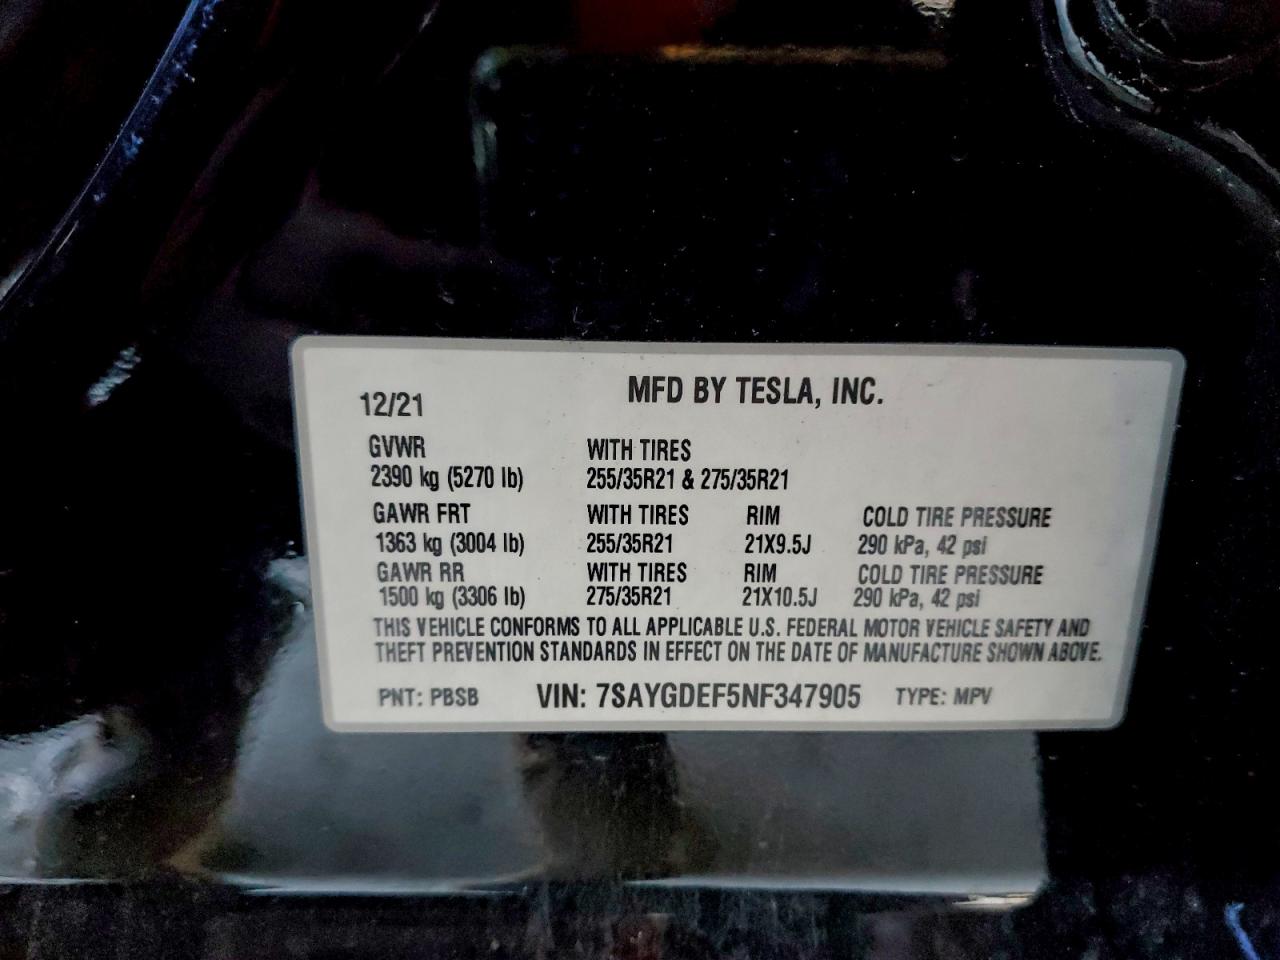 MFD BY TESLA, INC.
12/21
GVWR WITH TIRES
2390 kg (5270 lb) 255/35R21 & 275/35R21
GAWR FRT WITH TIRES RIM COLD TIRE PRESSURE
1363 kg (3004 lb) 255/35R21 21X9.5J 290 kPa, 42 psi
GAWR RR WITH TIRES RIM COLD TIRE PRESSURE
1500 kg (3306 lb) 275/35R21 21X10.5J 290 kPa, 42 psi
THIS VEHICLE CONFORMS TO ALL APPLICABLE U.S. FEDERAL MOTOR VEHICLE SAFETY AND
THEFT PREVENTION STANDARDS IN EFFECT ON THE DATE OF MANUFACTURE SHOWN ABOVE.
PNT: PBSB VIN: 7SAYGDEF5NF347905 TYPE: MPV